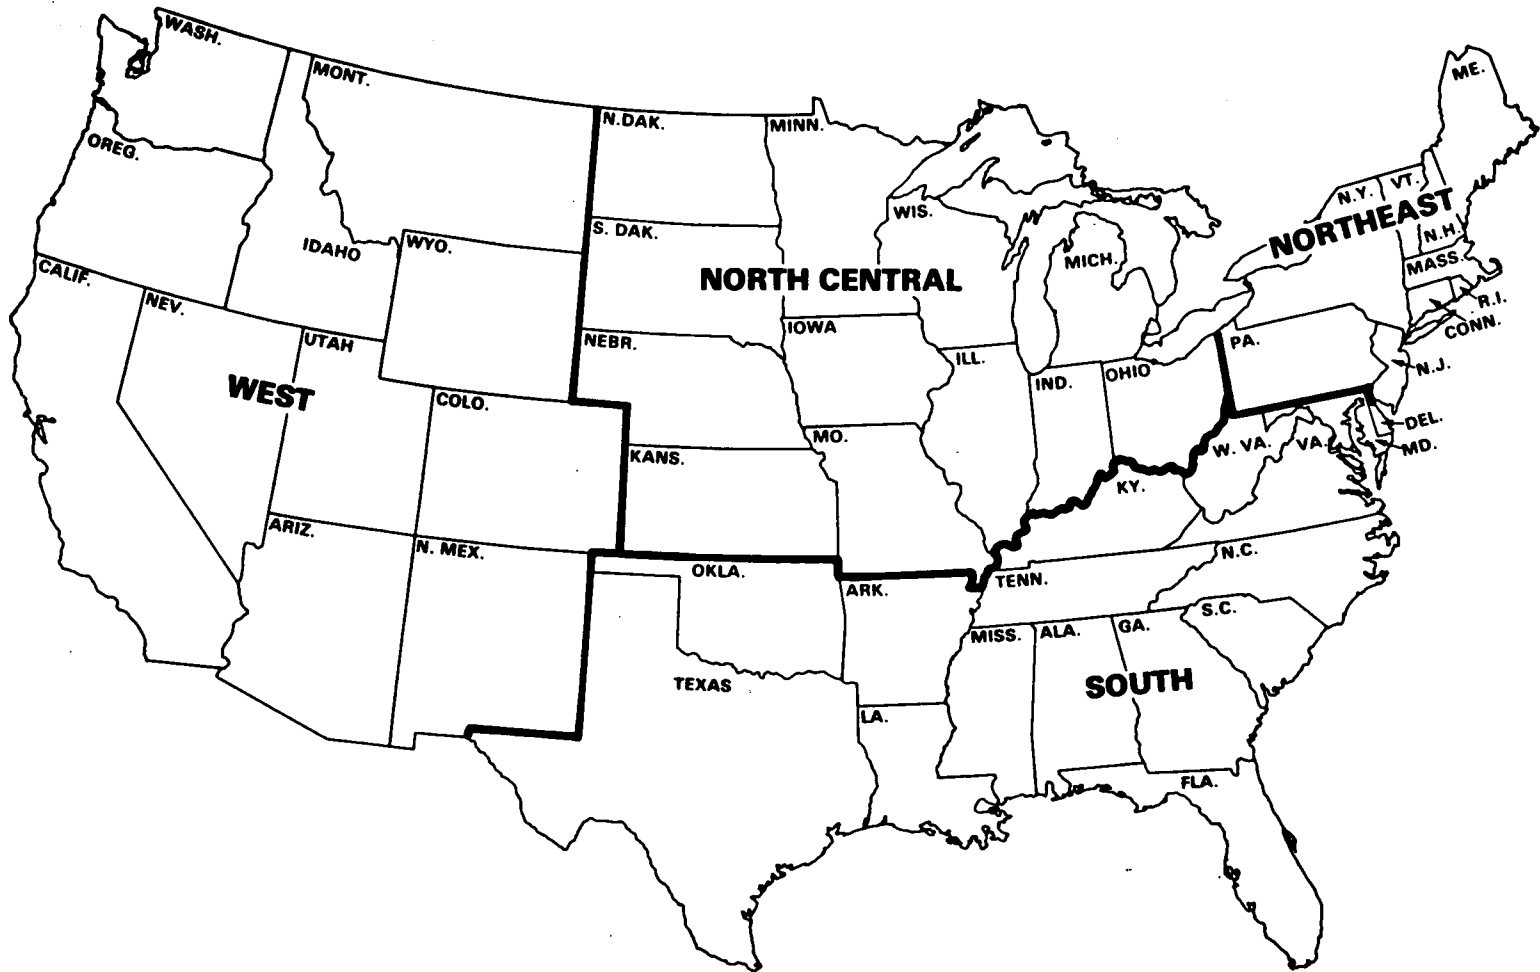 WASH.
MONT.
ME.
N.DAK.
MINN.
OREG.
N.Y.
VT.
WIS.
NORTHEAST
S. DAK.
N.H.
IDAHO
WYO.
MICH.
MASS.
CALIF.
NORTH CENTRAL
NEV.
R.I.
IOWA
CONN.
UTAH
NEBR.
PA.
ILL.
N.J.
OHIO
IND.
WEST
COLO.
DEL.
MO.
W. VA.
VA.
MD.
KANS.
KY.
ARIZ.
N. MEX.
N.C.
OKLA.
TENN.
ARK.
S.C.
MISS.
ALA.
GA.
TEXAS
SOUTH
LA.
FLA.